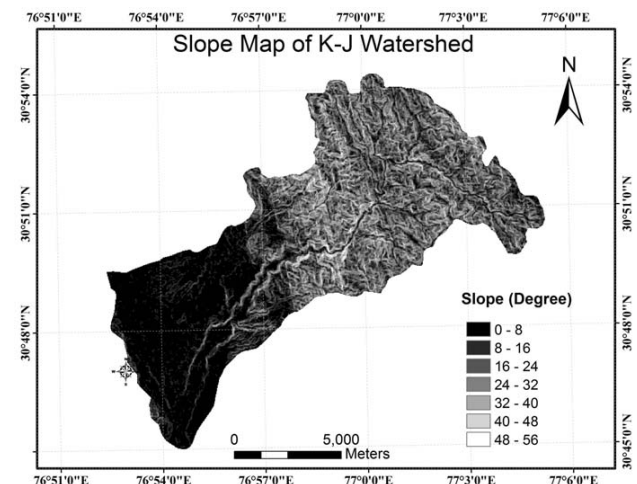 76°51'0"E 76°54'0"E 76°57'0"E 77°0'0"E 77°3'0"E 77°6'0"E
Slope Map of K-J Watershed
N
30°54'0"N 30°54'0"N
30°51'0"N 30°51'0"N
30°48'0"N 30°48'0"N
30°45'0"N
Slope (Degree)
0 - 8
8 - 16
16 - 24
24 - 32
32 - 40
40 - 48
48 - 56
0 5,000
Meters
76°51'0"E 76°54'0"E 76°57'0"E 77°0'0"E 77°3'0"E 77°6'0"E